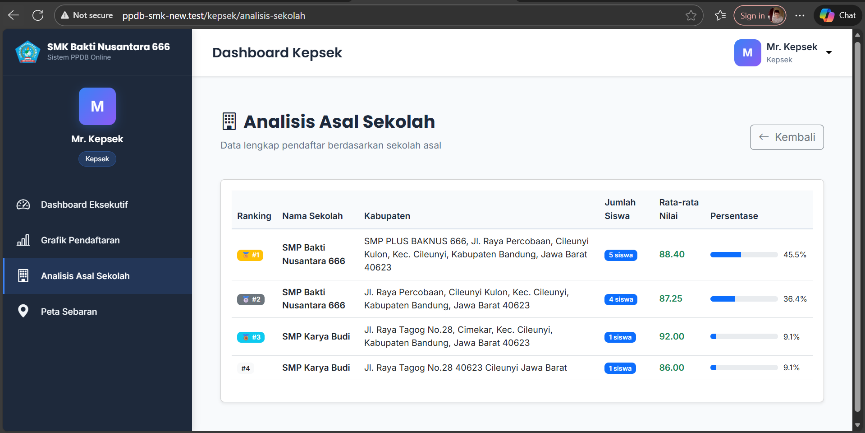 Not secure ppdb-smk-new.test/kepsek/analisis-sekolah Sign in Chat
SMK Bakti Nusantara 666
Sistem PPDB Online
M
Mr. Kepsek
Kepsek
Dashboard Eksekutif
Grafik Pendaftaran
Analisis Asal Sekolah
Peta Sebaran
Dashboard Kepsek
M
Mr. Kepsek
Kepsek
Analisis Asal Sekolah
Data lengkap pendaftar berdasarkan sekolah asal
← Kembali
Ranking Nama Sekolah Kabupaten Jumlah Siswa Rata-rata Nilai Persentase
#1 SMP Bakti Nusantara 666 SMP PLUS BAKNUS 666, Jl. Raya Percobaan, Cileunyi Kulon, Kec. Cileunyi, Kabupaten Bandung, Jawa Barat 40623 5 siswa 88.40 45.5%
#2 SMP Bakti Nusantara 666 Jl. Raya Percobaan, Cileunyi Kulon, Kec. Cileunyi, Kabupaten Bandung, Jawa Barat 40623 4 siswa 87.25 36.4%
#3 SMP Karya Budi Jl. Raya Tagog No.28, Cimekar, Kec. Cileunyi, Kabupaten Bandung, Jawa Barat 40623 1 siswa 92.00 9.1%
#4 SMP Karya Budi Jl. Raya Tagog No.28 40623 Cileunyi Jawa Barat 1 siswa 86.00 9.1%